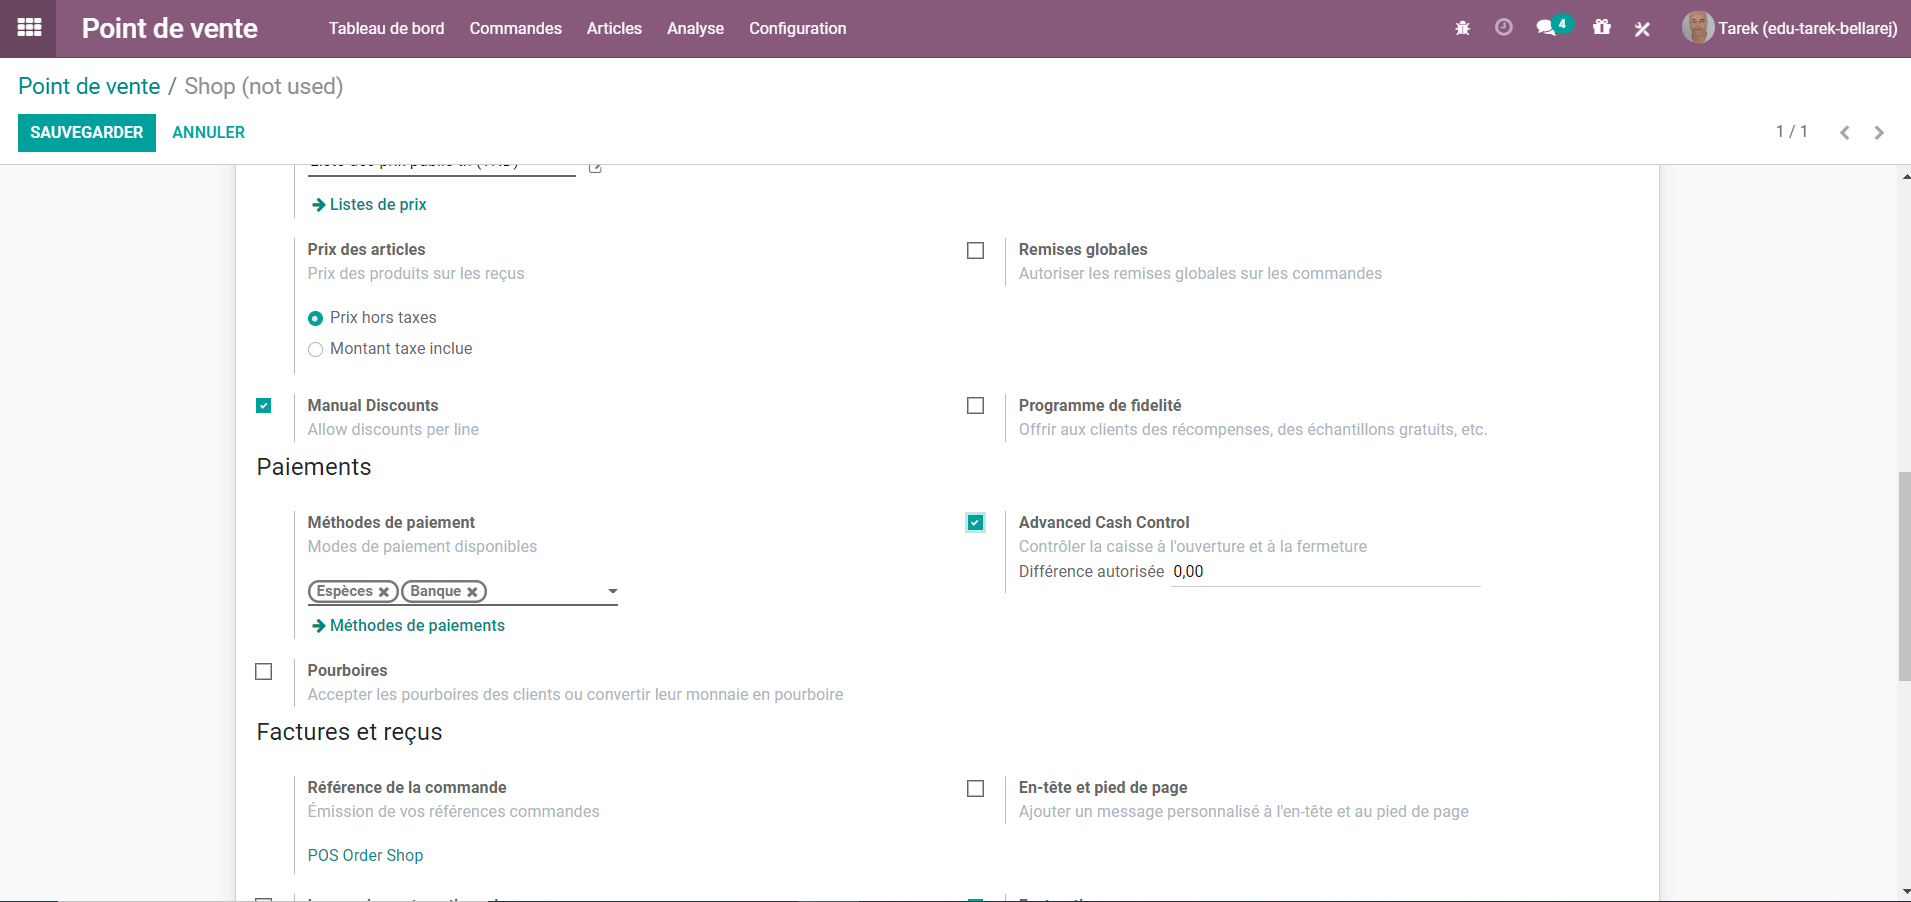 Point de vente
Tableau de bord Commandes Articles Analyse Configuration
4
Tarek (edu-tarek-bellarej)
Point de vente / Shop (not used)
SAUVEGARDER ANNULER
1 / 1
Listes de prix
Prix des articles
Prix des produits sur les reçus
Prix hors taxes
Montant taxe inclue
Remises globales
Autoriser les remises globales sur les commandes
Manual Discounts
Allow discounts per line
Programme de fidelité
Offrir aux clients des récompenses, des échantillons gratuits, etc.
Paiements
Méthodes de paiement
Modes de paiement disponibles
Espèces Banque
Méthodes de paiements
Advanced Cash Control
Contrôler la caisse à l'ouverture et à la fermeture
Différence autorisée 0,00
Pourboires
Accepter les pourboires des clients ou convertir leur monnaie en pourboire
Factures et reçus
Référence de la commande
Émission de vos références commandes
POS Order Shop
En-tête et pied de page
Ajouter un message personnalisé à l'en-tête et au pied de page